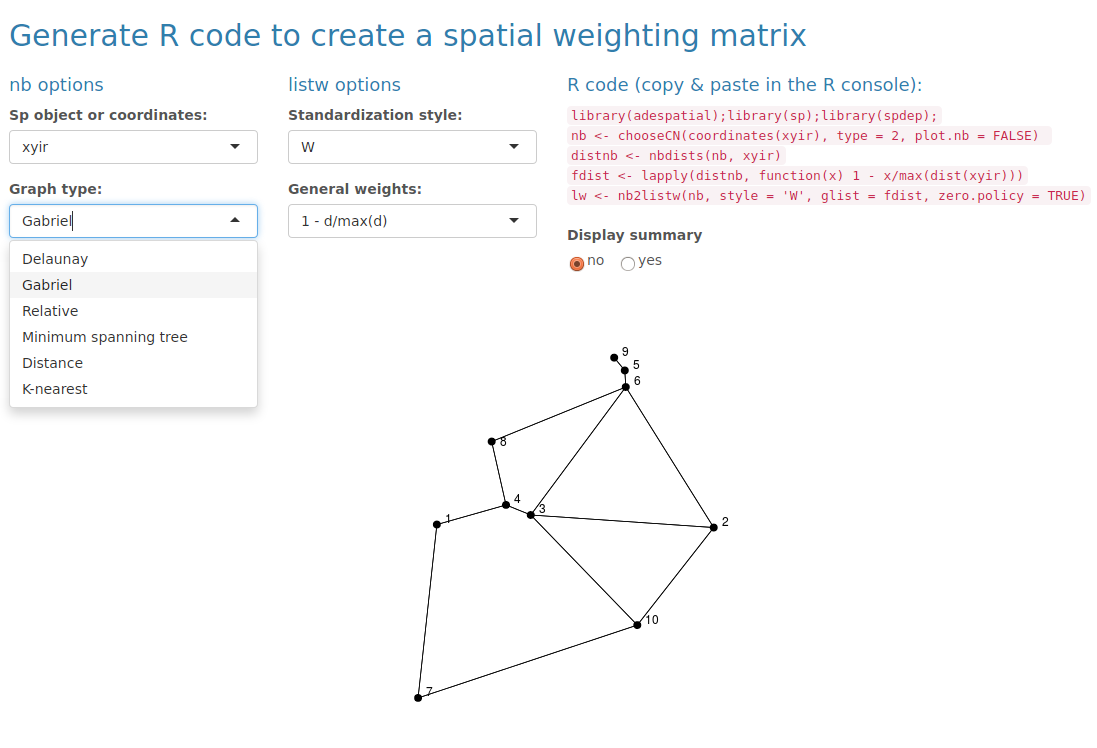 Generate R code to create a spatial weighting matrix
nb options
Sp object or coordinates:
xyir
Graph type:
Gabriel
Delaunay
Gabriel
Relative
Minimum spanning tree
Distance
K-nearest
listw options
Standardization style:
W
General weights:
1 - d/max(d)
R code (copy & paste in the R console):
library(adespatial);library(sp);library(spdep);
nb <- chooseCN(coordinates(xyir), type = 2, plot.nb = FALSE)
distnb <- nbdists(nb, xyir)
fdist <- lapply(distnb, function(x) 1 - x/max(dist(xyir)))
lw <- nb2listw(nb, style = 'W', glist = fdist, zero.policy = TRUE)
Display summary
no yes
9
5
6
8
4
3
1
2
10
7